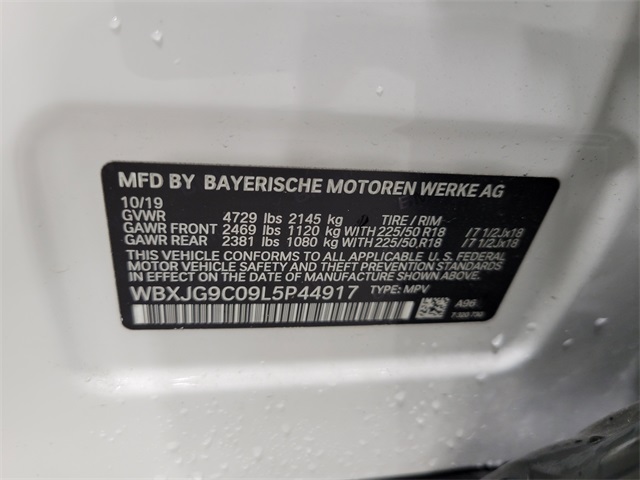 MFD BY BAYERISCHE MOTOREN WERKE AG
10/19
GVWR 4729 lbs 2145 kg TIRE / RIM
GAWR FRONT 2469 lbs 1120 kg WITH 225/50 R18 /7 1/2Jx18
GAWR REAR 2381 lbs 1080 kg WITH 225/50 R18 /7 1/2Jx18
THIS VEHICLE CONFORMS TO ALL APPLICABLE U. S. FEDERAL
MOTOR VEHICLE SAFETY, BUMPER, AND THEFT PREVENTION
STANDARDS IN EFFECT ON THE DATE OF MANUFACTURE SHOWN ABOVE.
WBXJG9C09L5P44917 TYPE: MPV
A96